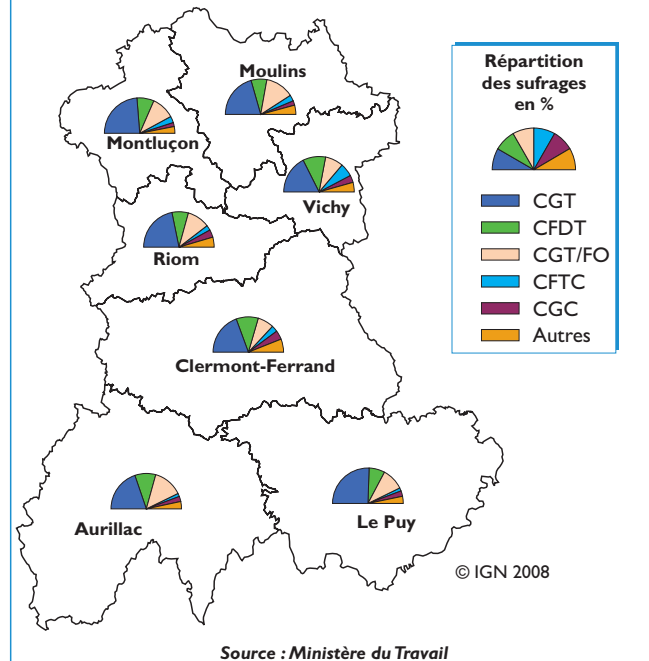 Moulins
Montluçon
Vichy
Riom
Clermont-Ferrand
Aurillac
Le Puy
Répartition
des sufrages
en %
CGT
CFDT
CGT/FO
CFTC
CGC
Autres
© IGN 2008
Source : Ministère du Travail